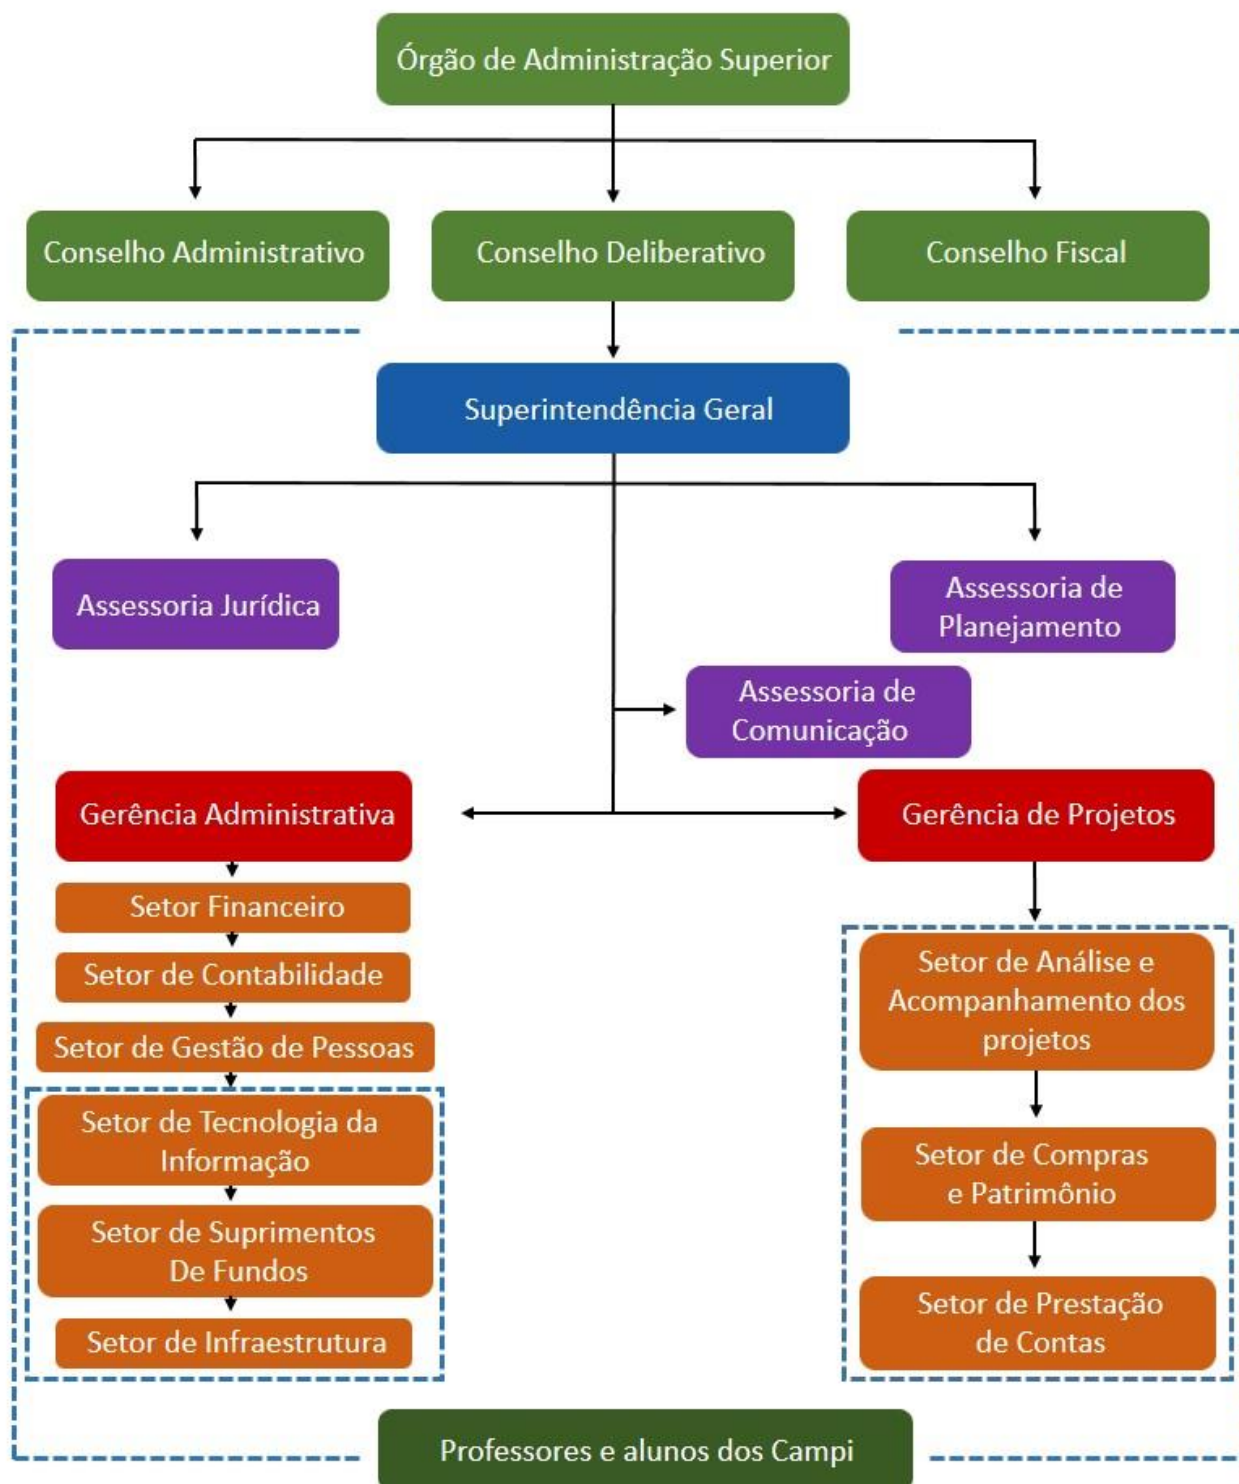 Órgão de Administração Superior
Conselho Administrativo
Conselho Deliberativo
Conselho Fiscal
Superintendência Geral
Assessoria Jurídica
Assessoria de
Planejamento
Assessoria de
Comunicação
Gerência Administrativa
Gerência de Projetos
Setor Financeiro
Setor de Contabilidade
Setor de Gestão de Pessoas
Setor de Tecnologia da
Informação
Setor de Suprimentos
De Fundos
Setor de Infraestrutura
Setor de Análise e
Acompanhamento dos
projetos
Setor de Compras
e Patrimônio
Setor de Prestação
de Contas
Professores e alunos dos Campi